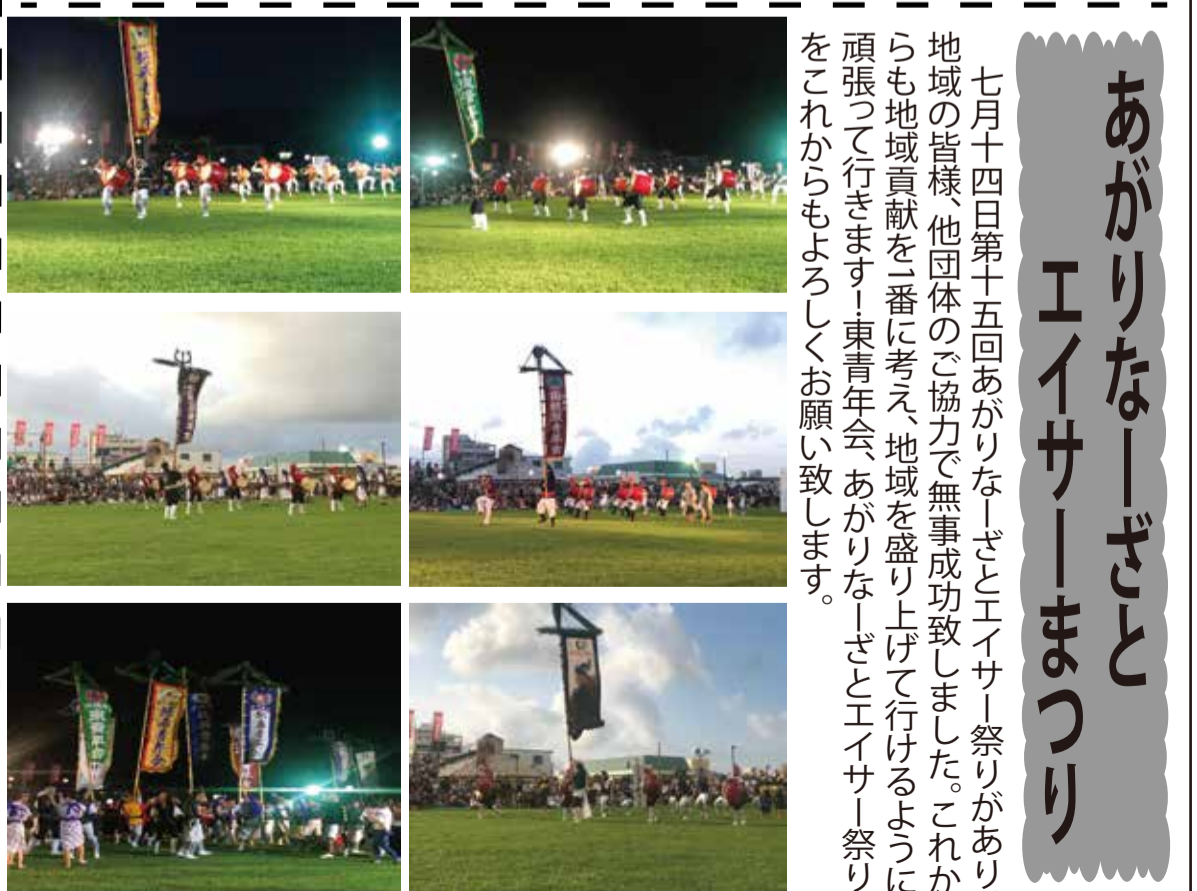 あがりなーざと
エイサーまつり
七月十四日第十五回あがりなーざとエイサー祭りがあり
地域の皆様、他団体のご協力で無事成功致しました。これか
らも地域貢献を1番に考え、地域を盛り上げて行けるように
頑張って行きます!東青年会、あがりなーざとエイサー祭り
をこれからもよろしくお願い致します。